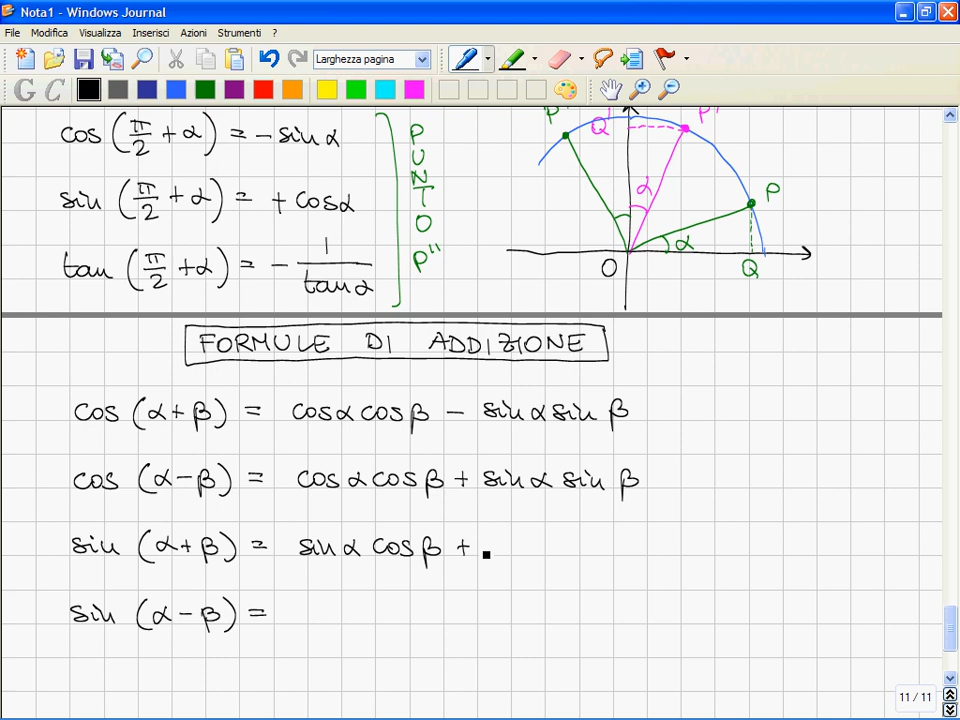 Nota1 - Windows Journal
File Modifica Visualizza Inserisci Azioni Strumenti ?
Larghezza pagina
cos (π/2 + α) = - sin α
sin (π/2 + α) = + cos α
tan (π/2 + α) = - 1/tan α
PUNTO P"
P"
Q'
P'
α
P
α
O
Q
FORMULE DI ADDIZIONE
cos (α + β) = cos α cos β - sin α sin β
cos (α - β) = cos α cos β + sin α sin β
sin (α + β) = sin α cos β +
sin (α - β) =
11 / 11